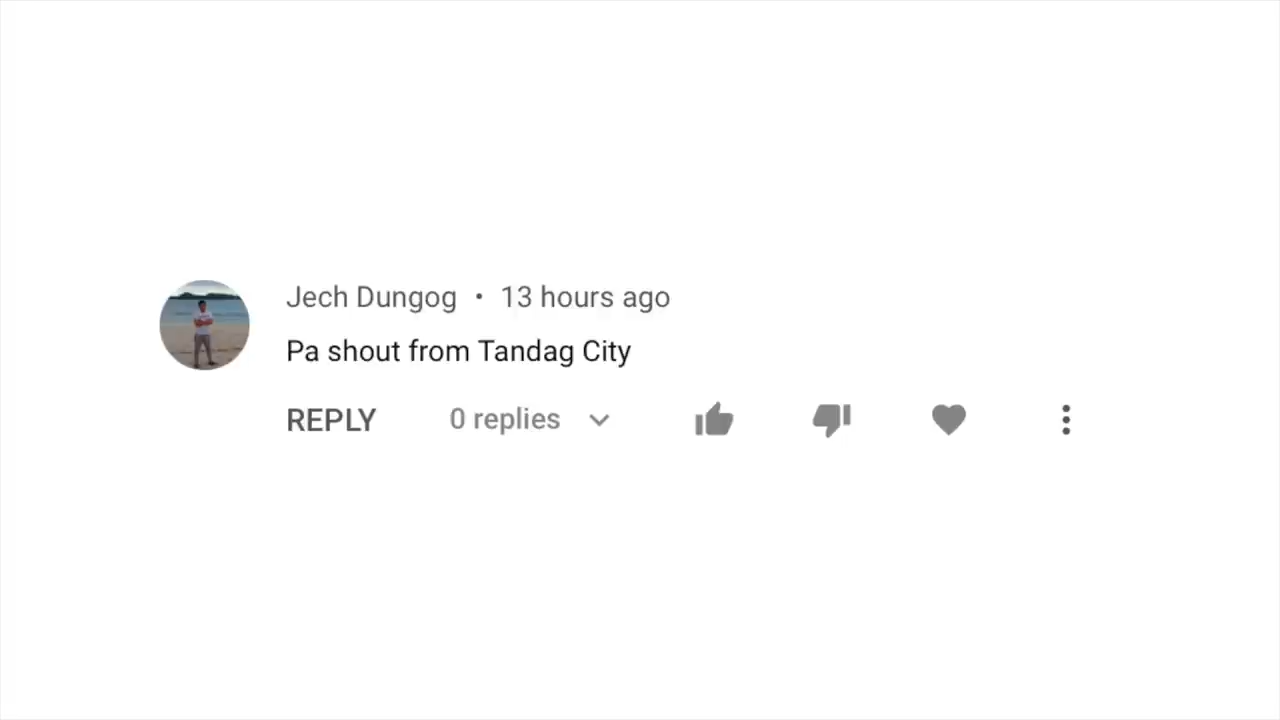 Jech Dungog • 13 hours ago
Pa shout from Tandag City
REPLY 0 replies